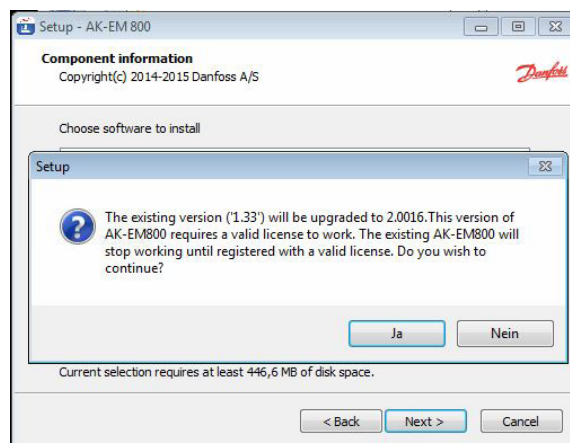 Setup - AK-EM 800
Component information
Copyright(c) 2014-2015 Danfoss A/S
Danfoss
Choose software to install
Setup
The existing version ('1.33') will be upgraded to 2.0016.This version of
AK-EM800 requires a valid license to work. The existing AK-EM800 will
stop working until registered with a valid license. Do you wish to
continue?
Ja
Nein
Current selection requires at least 446,6 MB of disk space.
< Back
Next >
Cancel